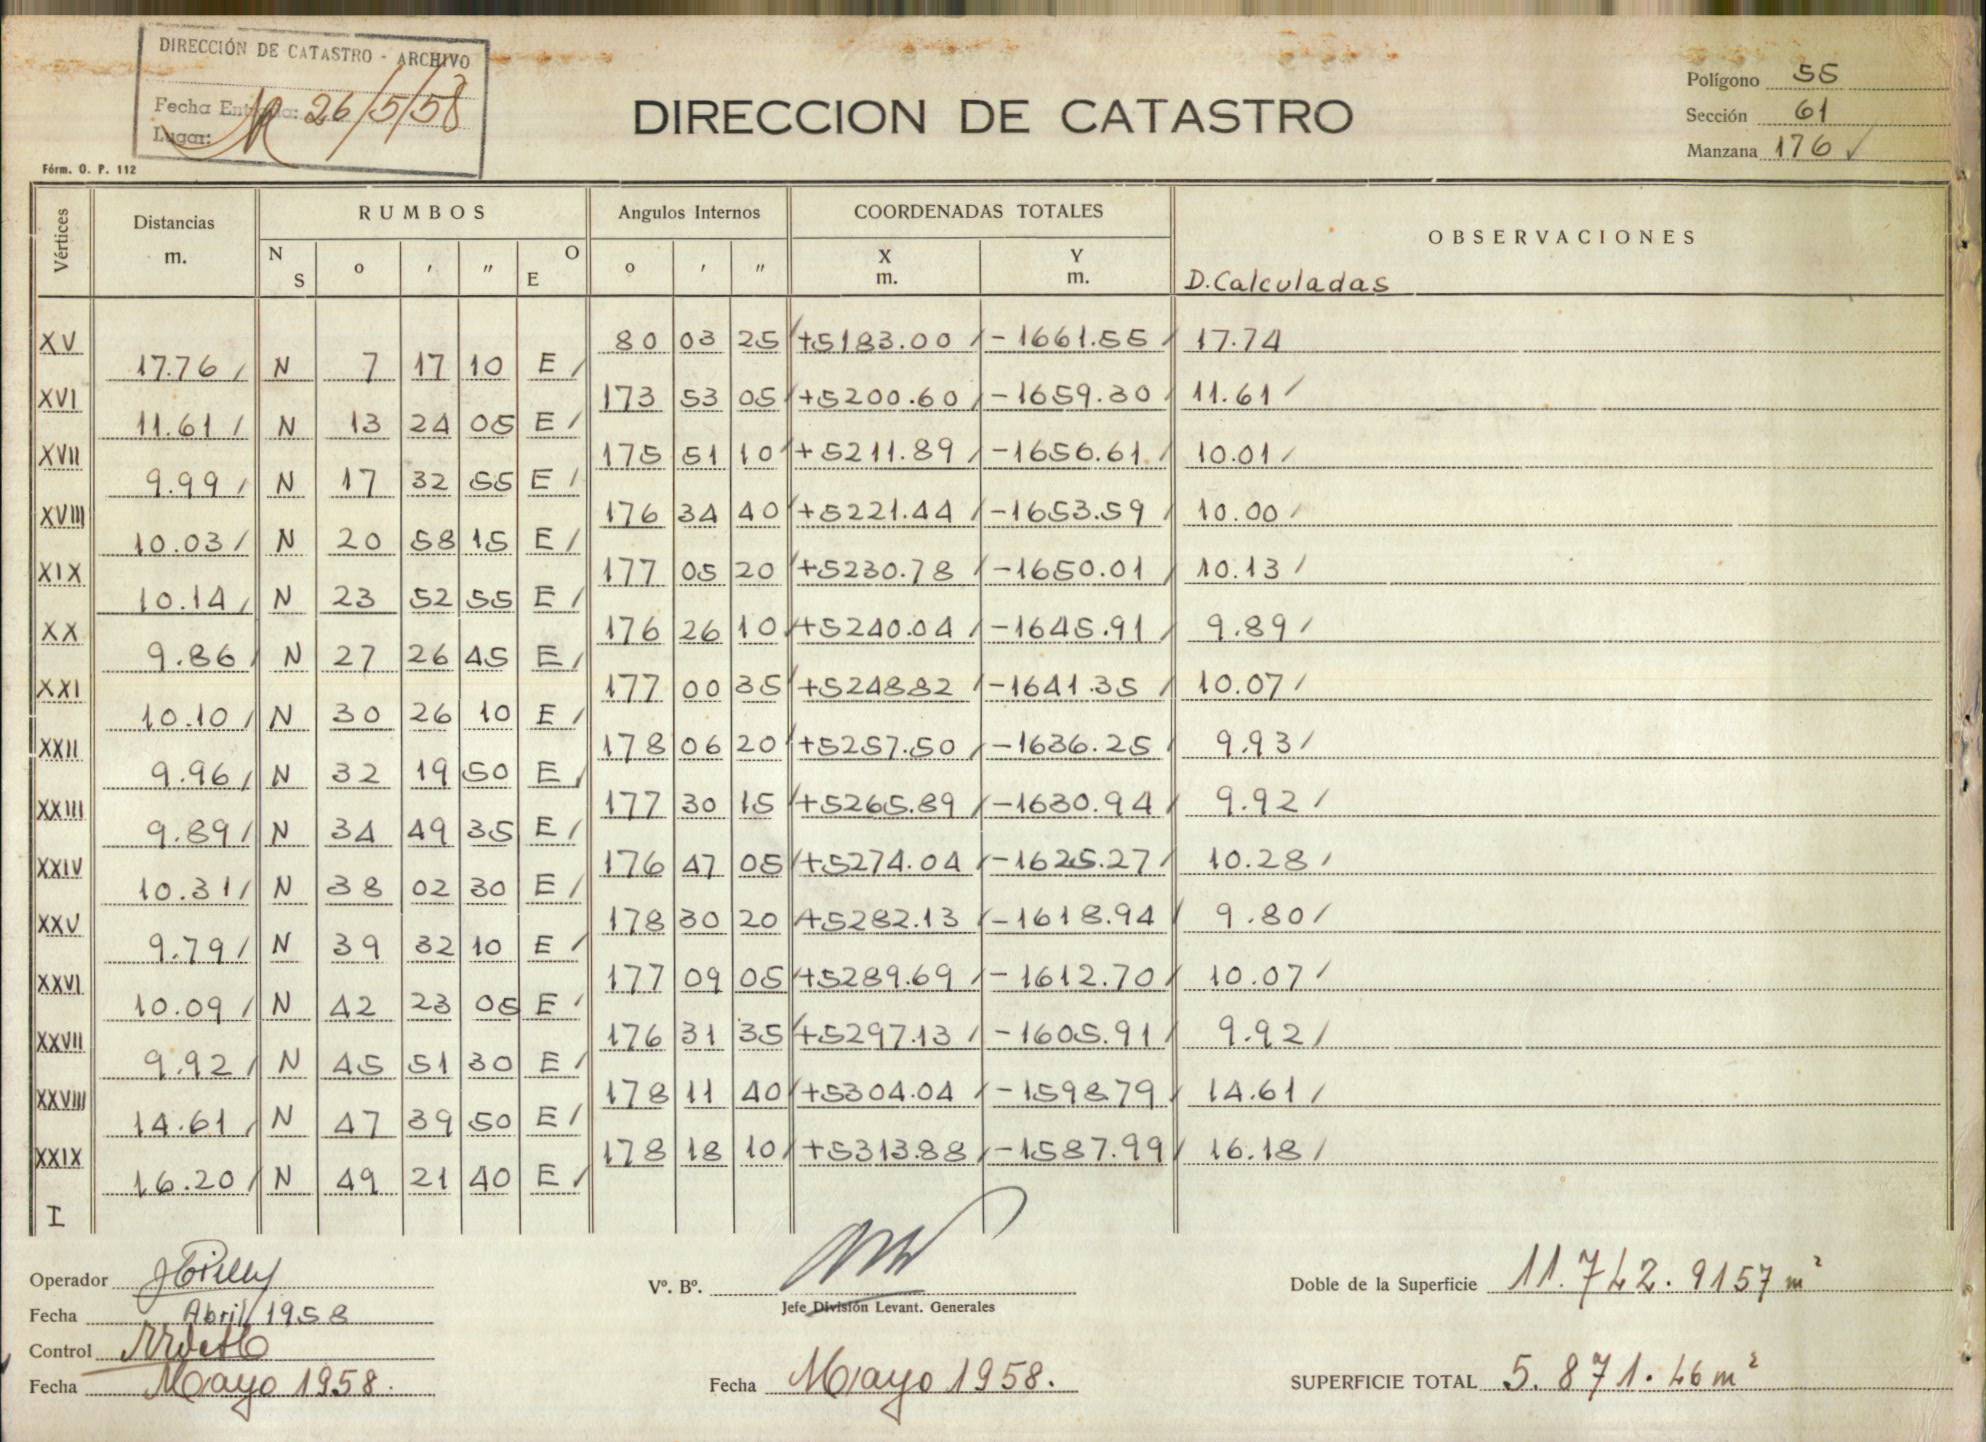 DIRECCIÓN DE CATASTRO - ARCHIVO
Fecha Entrada: 26/5/58
Lugar:
DIRECCION DE CATASTRO
Polígono 55
Sección 61
Manzana 176 ✓
Fórm. O. P. 112
Vértices Distancias m. RUMBOS Angulos Internos COORDENADAS TOTALES OBSERVACIONES
N S o ′ ″ O E o ′ ″ X m. Y m. D. Calculadas
XV 80 03 25 +5183.00 -1661.55 17.74
17.76 N 7 17 10 E
XVI 173 53 05 +5200.60 -1659.30 11.61
11.61 N 13 24 05 E
XVII 175 51 10 +5211.89 -1656.61 10.01
9.99 N 17 32 55 E
XVIII 176 34 40 +5221.44 -1653.59 10.00
10.03 N 20 58 15 E
XIX 177 05 20 +5230.78 -1650.01 10.13
10.14 N 23 52 55 E
XX 176 26 10 +5240.04 -1645.91 9.89
9.86 N 27 26 45 E
XXI 177 00 35 +5248.82 -1641.35 10.07
10.10 N 30 26 10 E
XXII 178 06 20 +5257.50 -1636.25 9.93
9.96 N 32 19 50 E
XXIII 177 30 15 +5265.89 -1630.94 9.92
9.89 N 34 49 35 E
XXIV 176 47 05 +5274.04 -1625.27 10.28
10.31 N 38 02 30 E
XXV 178 30 20 +5282.13 -1618.94 9.80
9.79 N 39 32 10 E
XXVI 177 09 05 +5289.69 -1612.70 10.07
10.09 N 42 23 05 E
XXVII 176 31 35 +5297.13 -1605.91 9.92
9.92 N 45 51 30 E
XXVIII 178 11 40 +5304.04 -1598.79 14.61
14.61 N 47 39 50 E
XXIX 178 18 10 +5313.88 -1587.99 16.18
16.20 N 49 21 40 E
I
Operador
Fecha Abril 1958
Control
Fecha Mayo 1958.
Vº. Bº.
Jefe División Levant. Generales
Fecha Mayo 1958.
Doble de la Superficie 11.742.9157 m²
SUPERFICIE TOTAL 5.871.46 m²